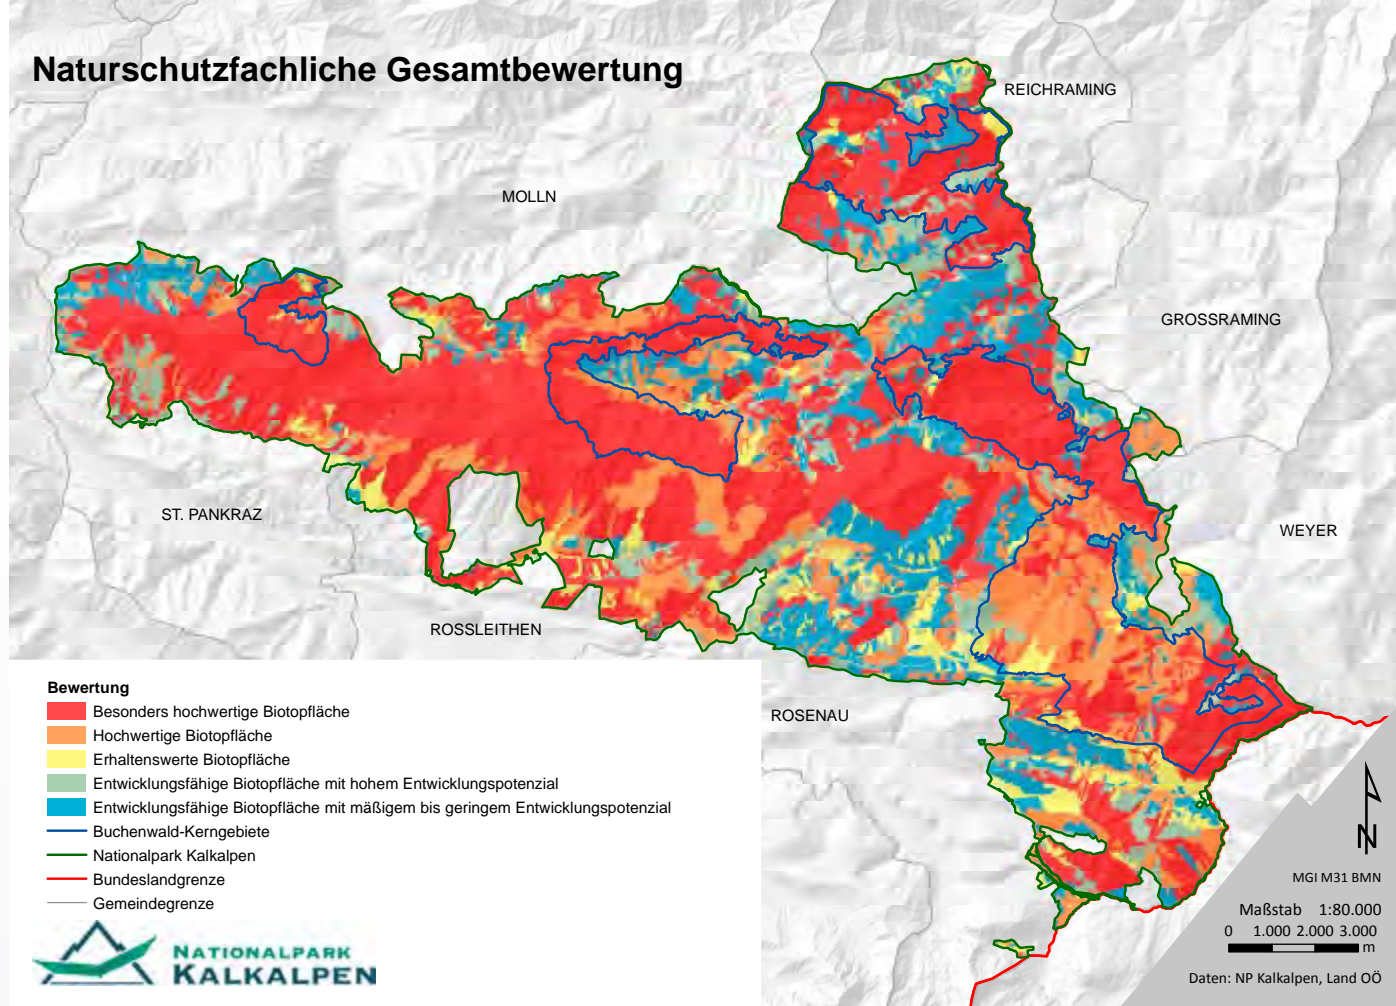 Naturschutzfachliche Gesamtbewertung
REICHRAMING
MOLLN
GROSSRAMING
ST. PANKRAZ
WEYER
ROSSLEITHEN
ROSENAU
Bewertung
Besonders hochwertige Biotopfläche
Hochwertige Biotopfläche
Erhaltenswerte Biotopfläche
Entwicklungsfähige Biotopfläche mit hohem Entwicklungspotenzial
Entwicklungsfähige Biotopfläche mit mäßigem bis geringem Entwicklungspotenzial
Buchenwald-Kerngebiete
Nationalpark Kalkalpen
Bundeslandgrenze
Gemeindegrenze
NATIONALPARK
KALKALPEN
N
MGI M31 BMN
Maßstab 1:80.000
0 1.000 2.000 3.000
m
Daten: NP Kalkalpen, Land OÖ